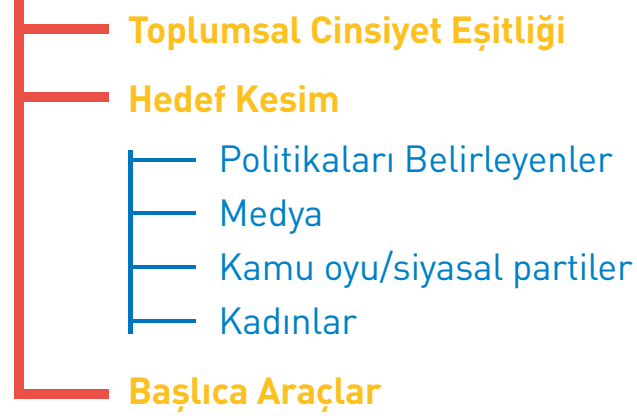 Toplumsal Cinsiyet Eşitliği
Hedef Kesim
Politikaları Belirleyenler
Medya
Kamu oyu/siyasal partiler
Kadınlar
Başlıca Araçlar